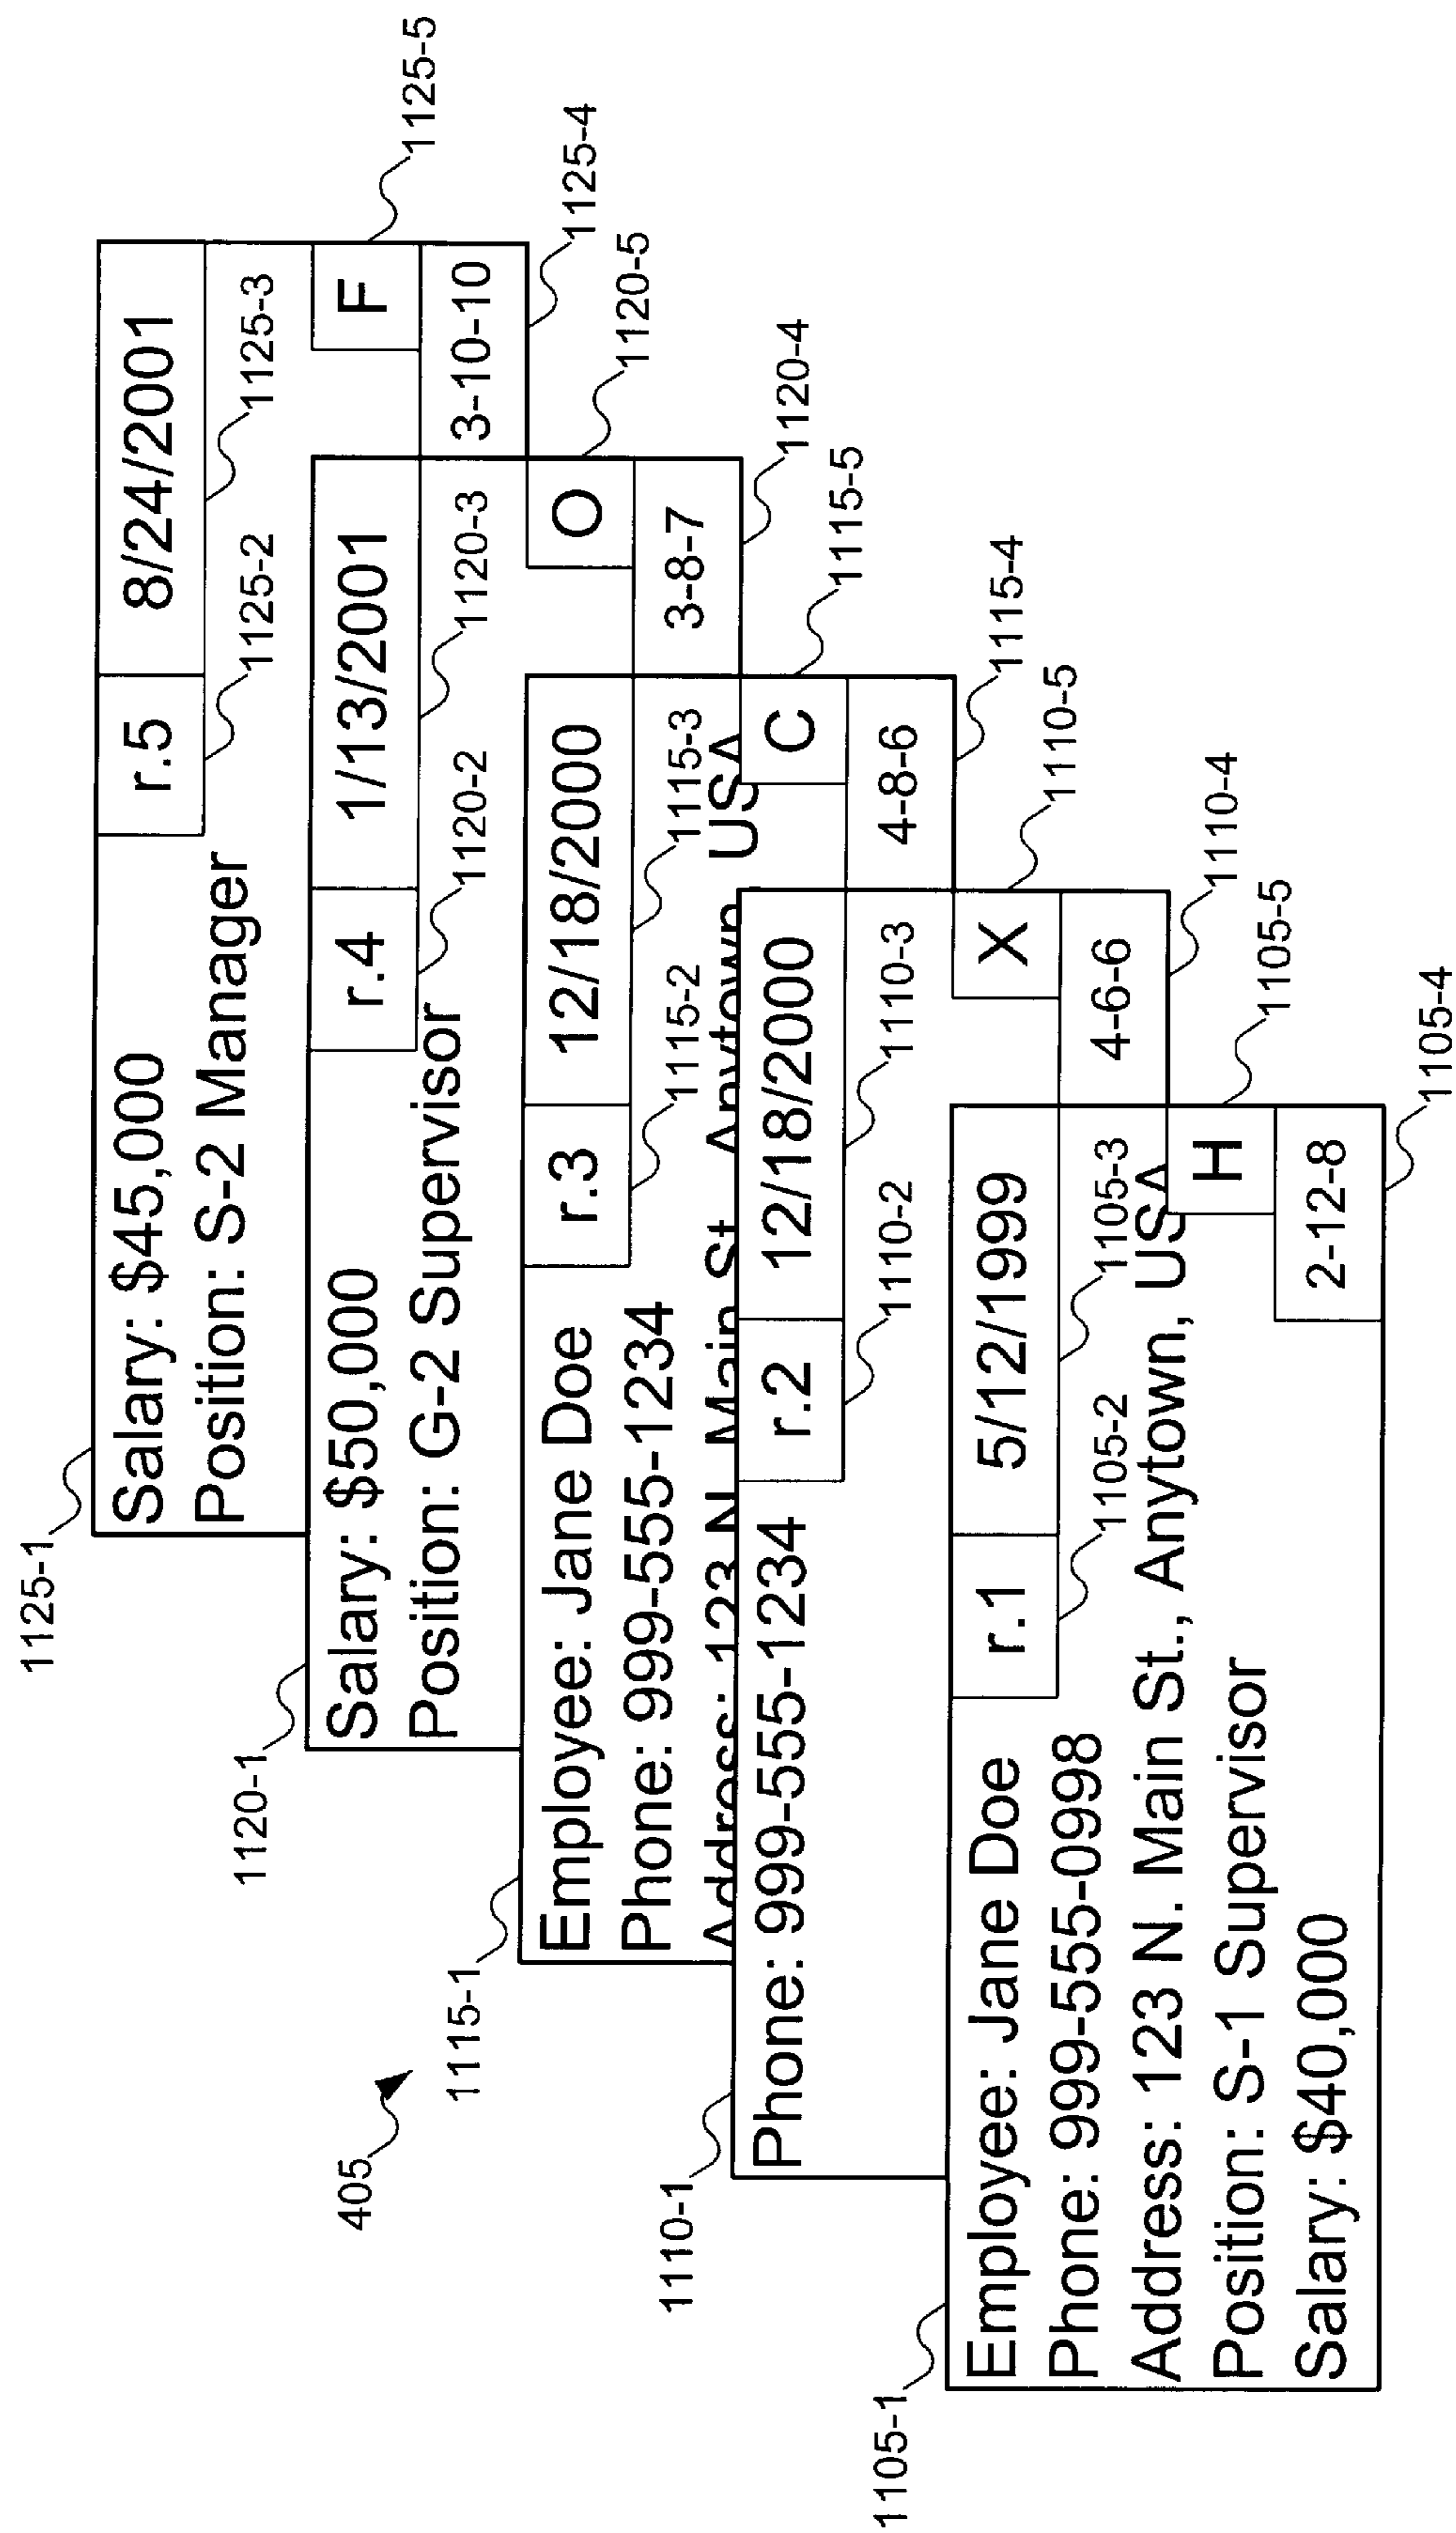 1125-1
Salary: $45,000
Position: S-2 Manager
r.5
8/24/2001
1125-2
1125-3
F
1125-5
3-10-10
1125-4
1120-1
Salary: $50,000
Position: G-2 Supervisor
r.4
1/13/2001
1120-2
1120-3
O
1120-5
3-8-7
1120-4
405
1115-1
Employee: Jane Doe
Phone: 999-555-1234
Address: 123 N. Main St., Anytown, USA
r.3
12/18/2000
1115-2
1115-3
C
1115-5
4-8-6
1115-4
1110-1
Phone: 999-555-1234
r.2
12/18/2000
1110-2
1110-3
X
1110-5
4-6-6
1110-4
1105-1
Employee: Jane Doe
Phone: 999-555-0998
Address: 123 N. Main St., Anytown, USA
Position: S-1 Supervisor
Salary: $40,000
r.1
5/12/1999
1105-2
1105-3
H
1105-5
2-12-8
1105-4